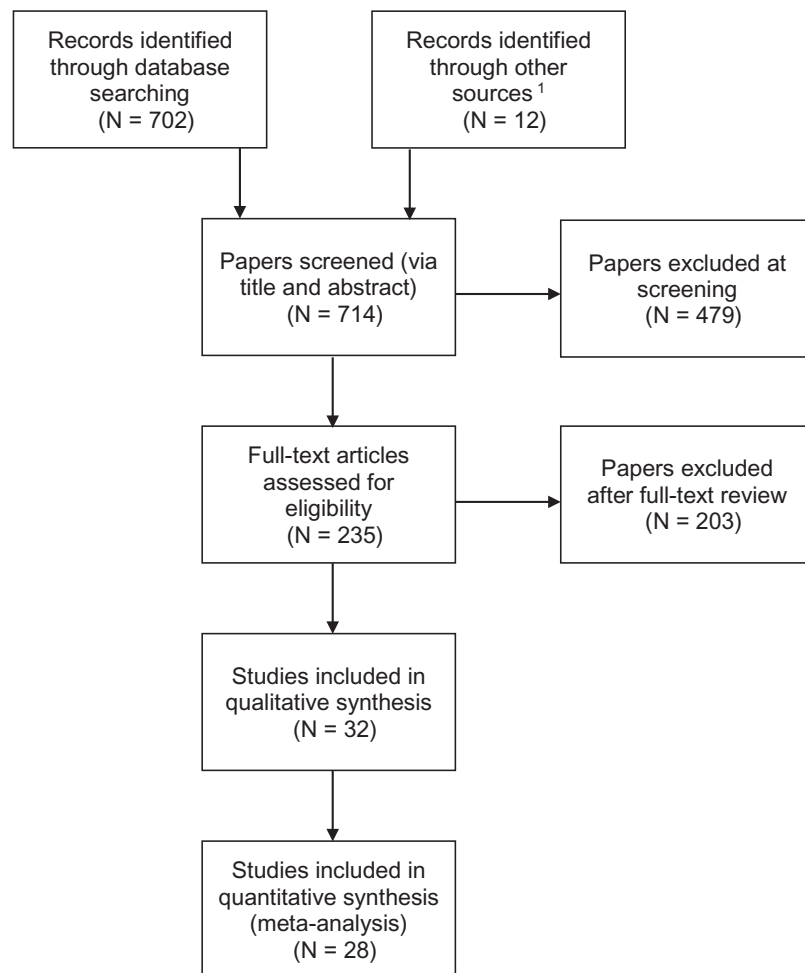 Records identified
through database
searching
(N = 702)
Records identified
through other
sources ¹
(N = 12)
Papers screened (via
title and abstract)
(N = 714)
Papers excluded at
screening
(N = 479)
Full-text articles
assessed for
eligibility
(N = 235)
Papers excluded
after full-text review
(N = 203)
Studies included in
qualitative synthesis
(N = 32)
Studies included in
quantitative synthesis
(meta-analysis)
(N = 28)